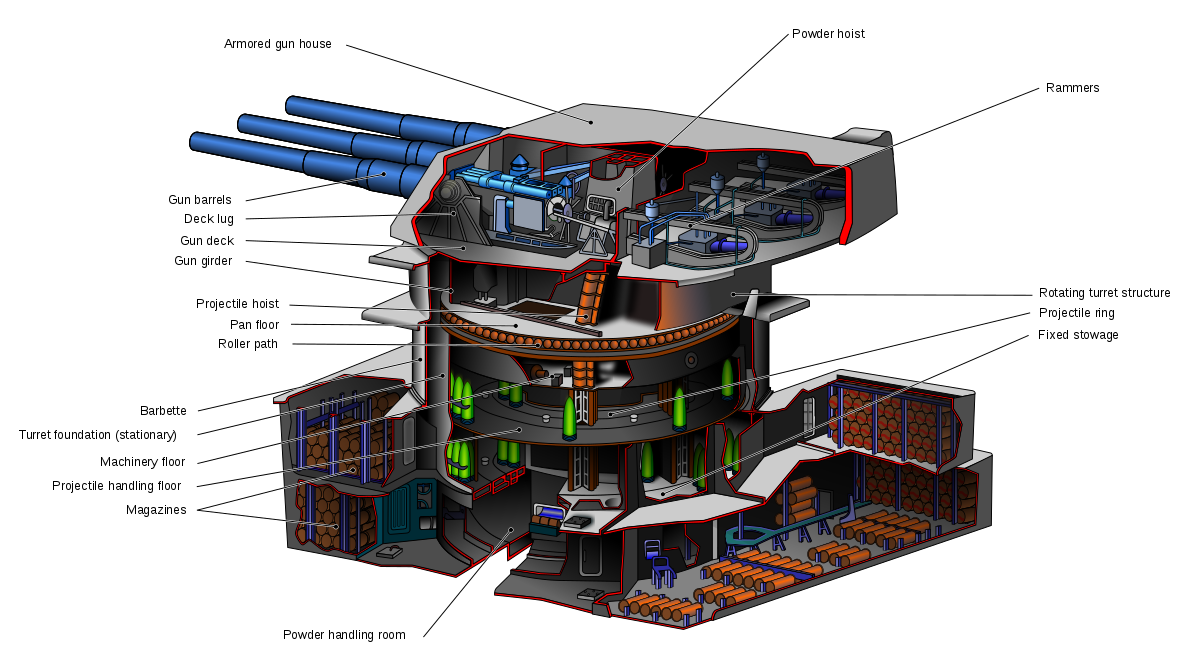 Armored gun house
Powder hoist
Rammers
Gun barrels
Deck lug
Gun deck
Gun girder
Projectile hoist
Pan floor
Roller path
Rotating turret structure
Projectile ring
Fixed stowage
Barbette
Turret foundation (stationary)
Machinery floor
Projectile handling floor
Magazines
Powder handling room